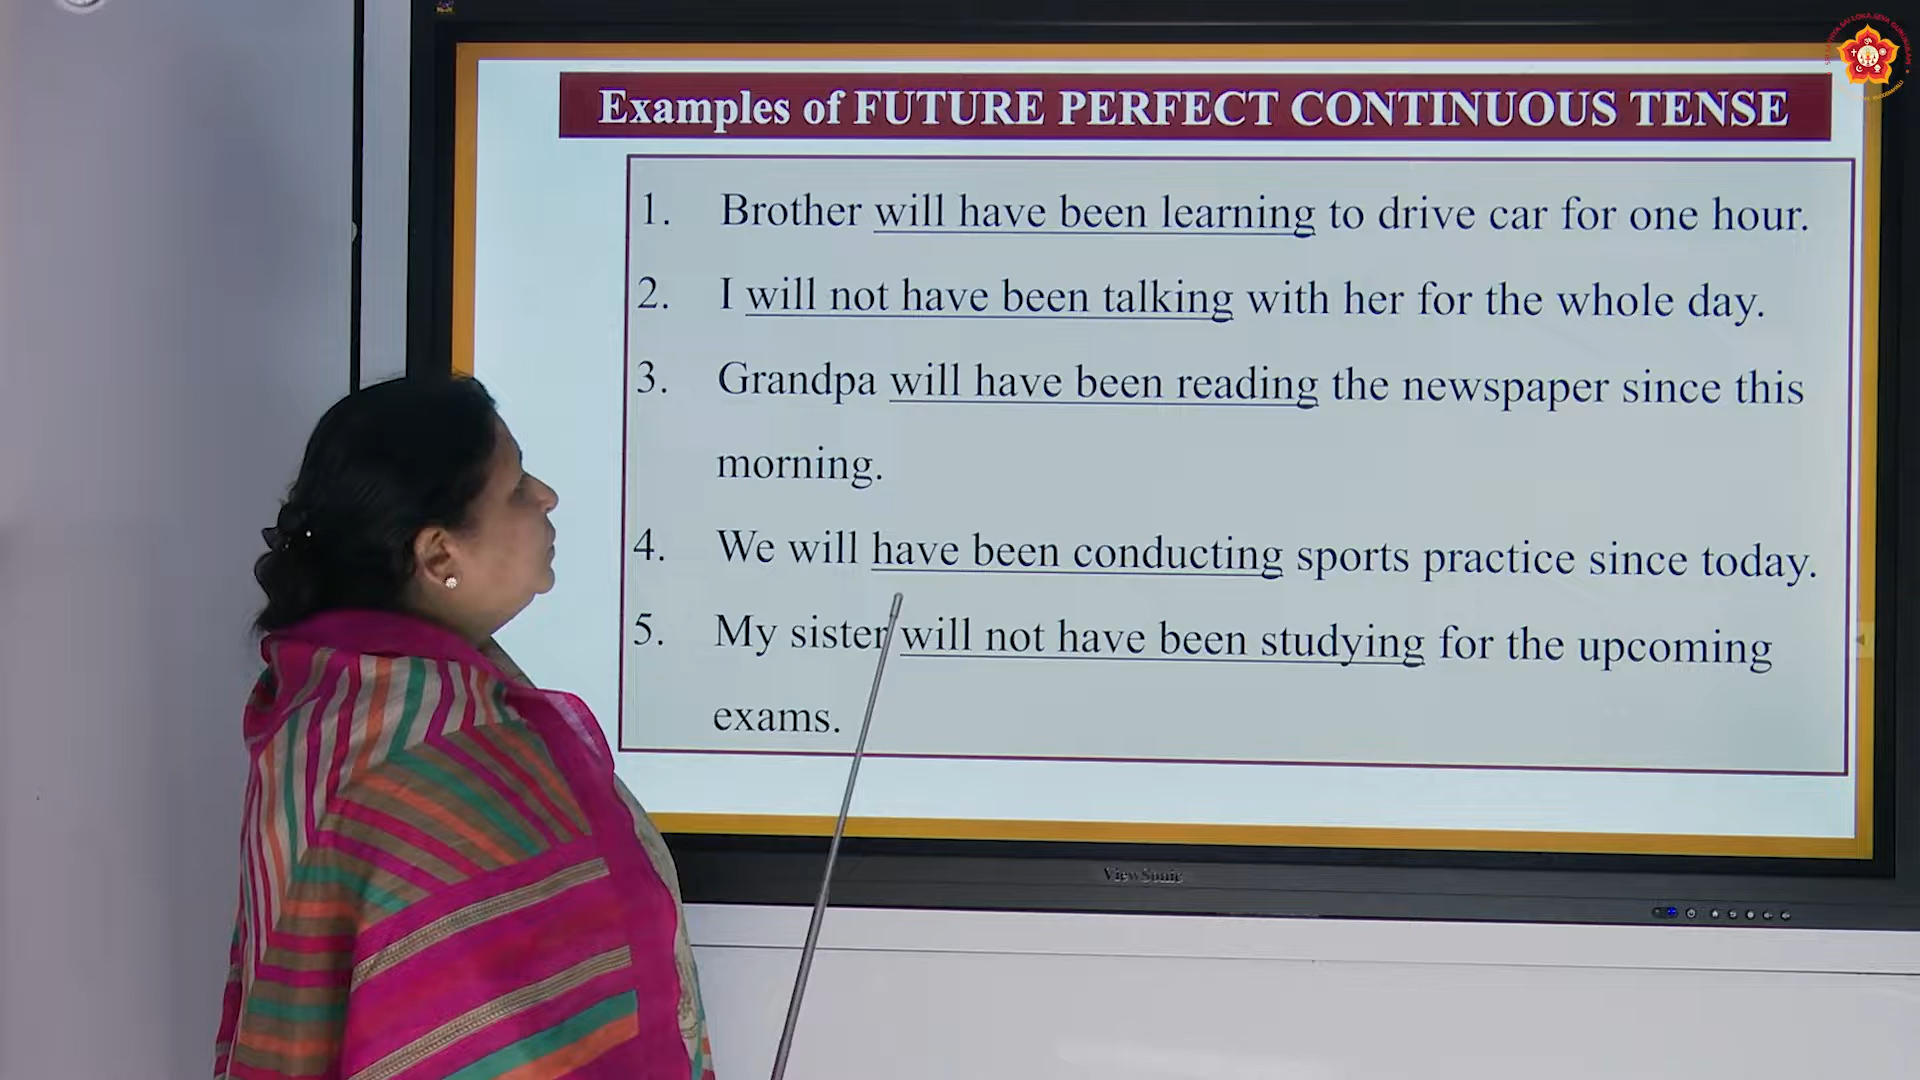 Examples of FUTURE PERFECT CONTINUOUS TENSE
1. Brother will have been learning to drive car for one hour.
2. I will not have been talking with her for the whole day.
3. Grandpa will have been reading the newspaper since this
morning.
4. We will have been conducting sports practice since today.
5. My sister will not have been studying for the upcoming
exams.
ViewSonic